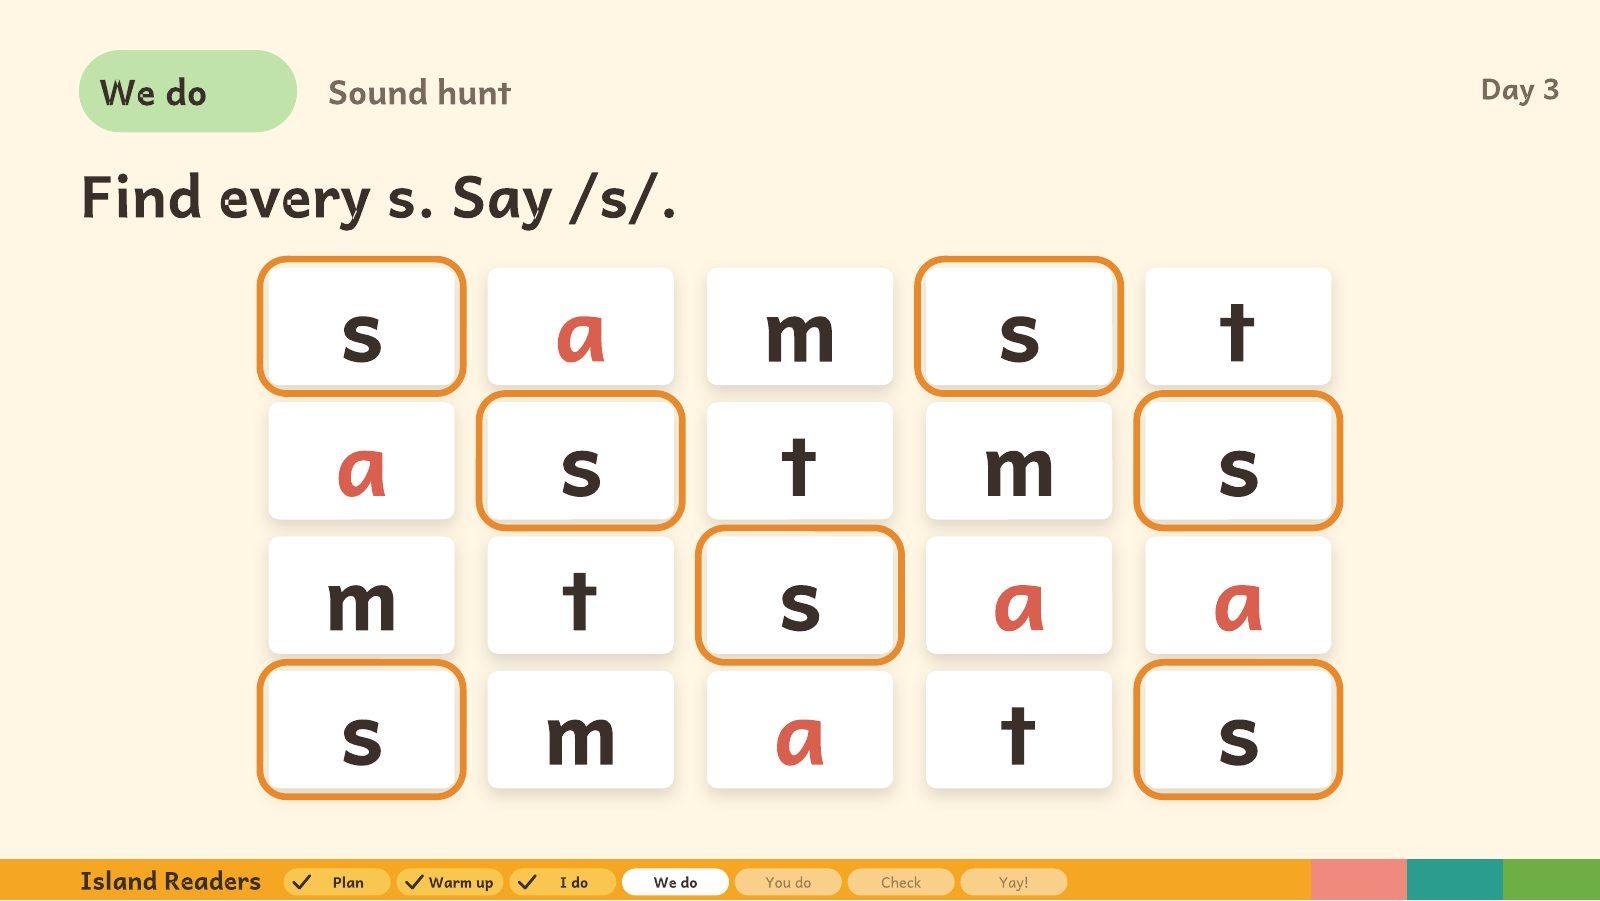 We do
Sound hunt
Day 3
Find every s. Say /s/.
s a m s t
a s t m s
m t s a a
s m a t s
Island Readers
Plan
Warm up
I do
We do
You do
Check
Yay!